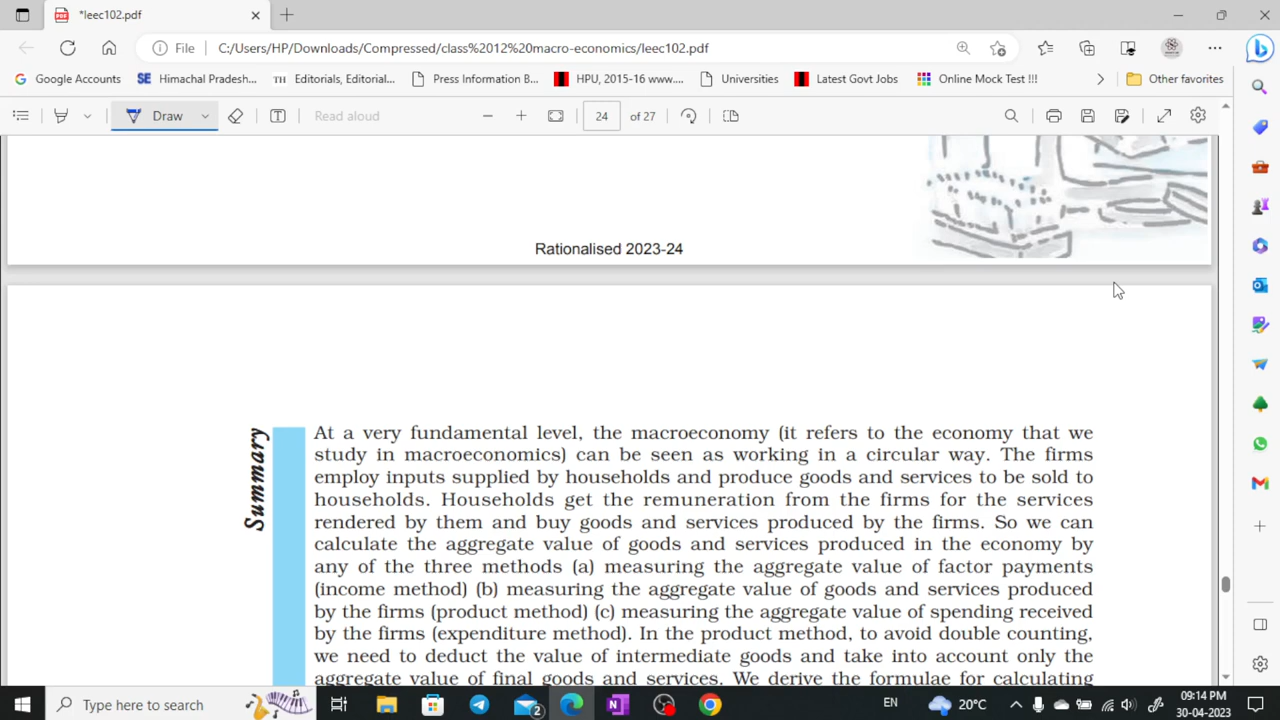 *leec102.pdf
File
C:/Users/HP/Downloads/Compressed/class%2012%20macro-economics/leec102.pdf
Google Accounts
SE Himachal Pradesh...
TH Editorials, Editorial...
Press Information B...
HPU, 2015-16 www....
Universities
Latest Govt Jobs
Online Mock Test !!!
Other favorites
Draw
Read aloud
24 of 27
Rationalised 2023-24
Summary
At a very fundamental level, the macroeconomy (it refers to the economy that we
study in macroeconomics) can be seen as working in a circular way. The firms
employ inputs supplied by households and produce goods and services to be sold to
households. Households get the remuneration from the firms for the services
rendered by them and buy goods and services produced by the firms. So we can
calculate the aggregate value of goods and services produced in the economy by
any of the three methods (a) measuring the aggregate value of factor payments
(income method) (b) measuring the aggregate value of goods and services produced
by the firms (product method) (c) measuring the aggregate value of spending received
by the firms (expenditure method). In the product method, to avoid double counting,
we need to deduct the value of intermediate goods and take into account only the
aggregate value of final goods and services. We derive the formulae for calculating
Type here to search
2
EN
20°C
09:14 PM
30-04-2023